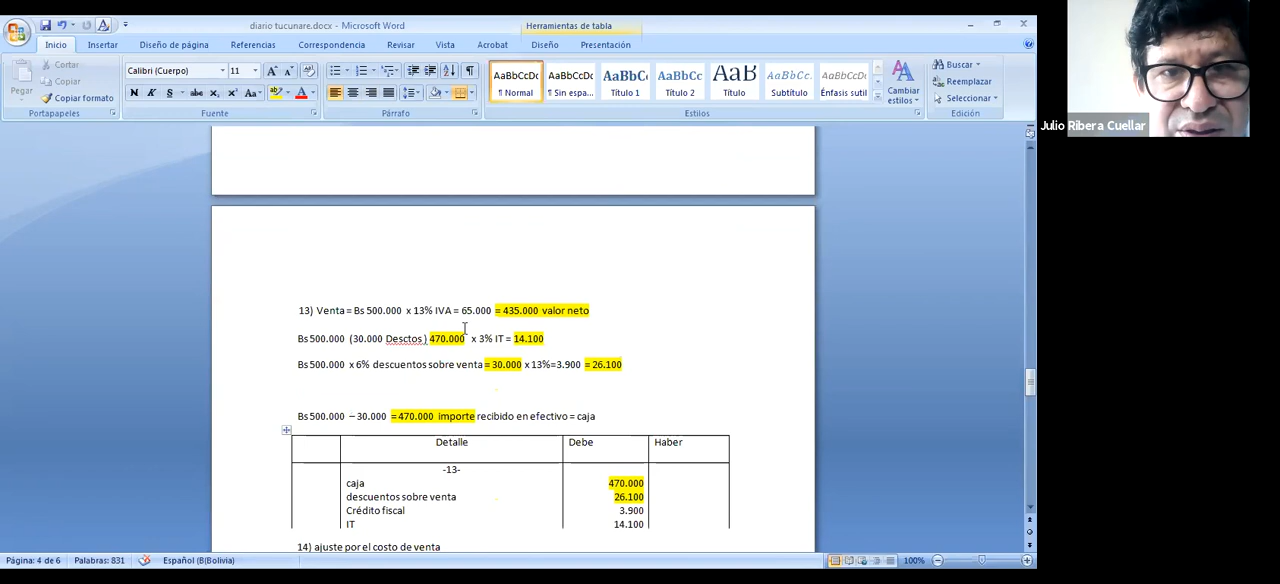 diario tucunare.docx - Microsoft Word
Herramientas de tabla
Inicio Insertar Diseño de página Referencias Correspondencia Revisar Vista Acrobat Diseño Presentación
Pegar
Cortar
Copiar
Copiar formato
Portapapeles
Calibri (Cuerpo) 11
N K S abc X₂ X² Aa
Fuente
Párrafo
AaBbCcDc AaBbCcDc AaBbC AaBbCc AaB AaBbCc. AaBbCcDc
¶ Normal ¶ Sin espa... Título 1 Título 2 Título Subtítulo Énfasis sutil
Cambiar estilos
Estilos
Buscar
Reemplazar
Seleccionar
Edición
Julio Ribera Cuellar
13) Venta = Bs 500.000 x 13% IVA = 65.000 = 435.000 valor neto
Bs 500.000 (30.000 Desctos ) 470.000 x 3% IT = 14.100
Bs 500.000 x 6% descuentos sobre venta = 30.000 x 13%=3.900 = 26.100
Bs 500.000 – 30.000 = 470.000 importe recibido en efectivo = caja
Detalle Debe Haber
-13-
caja 470.000
descuentos sobre venta 26.100
Crédito fiscal 3.900
IT 14.100
14) ajuste por el costo de venta
Página: 4 de 6 Palabras: 831 Español (B(Bolivia) 100%